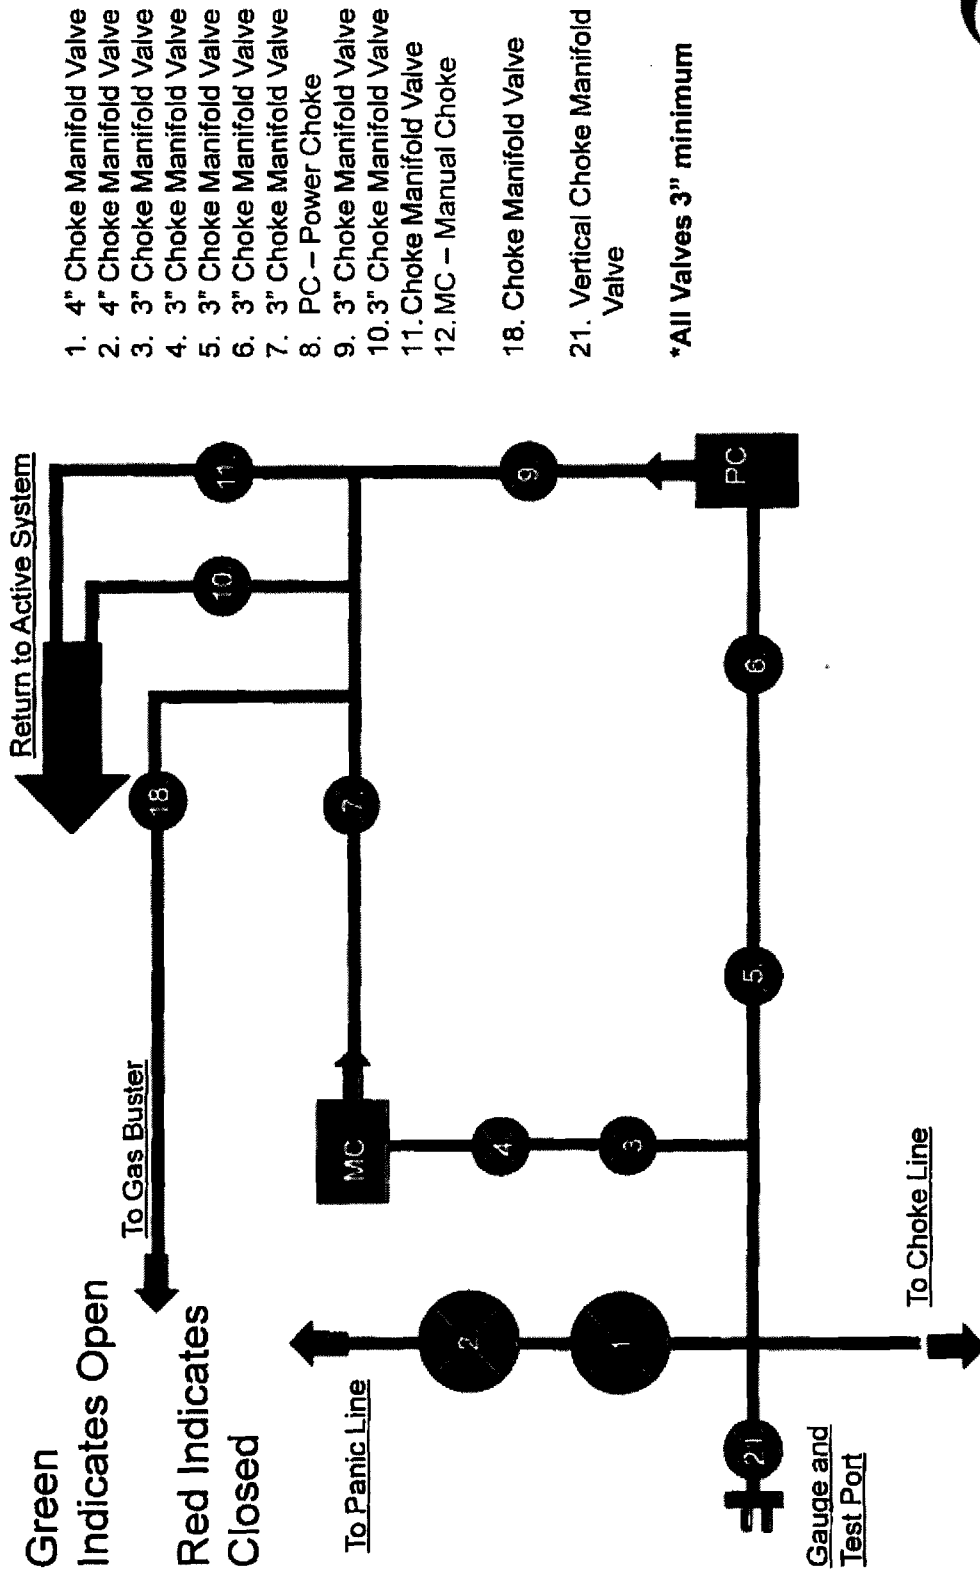 Green
Indicates Open
Red Indicates
Closed
To Gas Buster
Return to Active System
18.
10.
11.
MC
7.
To Panic Line
2.
1
4
3
9
Gauge and
Test Port
21
5.
6.
PC
To Choke Line
1. 4" Choke Manifold Valve
2. 4" Choke Manifold Valve
3. 3" Choke Manifold Valve
4. 3" Choke Manifold Valve
5. 3" Choke Manifold Valve
6. 3" Choke Manifold Valve
7. 3" Choke Manifold Valve
8. PC – Power Choke
9. 3" Choke Manifold Valve
10. 3" Choke Manifold Valve
11. Choke Manifold Valve
12. MC – Manual Choke
18. Choke Manifold Valve
21. Vertical Choke Manifold
Valve
*All Valves 3" minimum